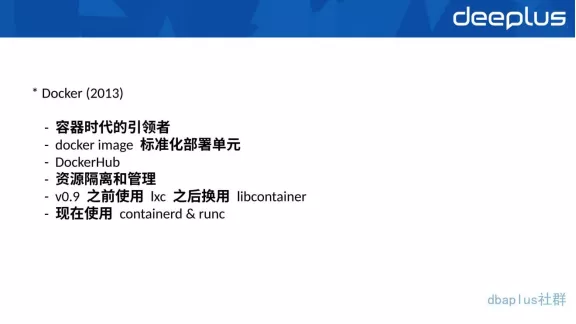 deeplus
* Docker (2013)
- 容器时代的引领者
- docker image 标准化部署单元
- DockerHub
- 资源隔离和管理
- v0.9 之前使用 lxc 之后换用 libcontainer
- 现在使用 containerd & runc
dbaplus社群